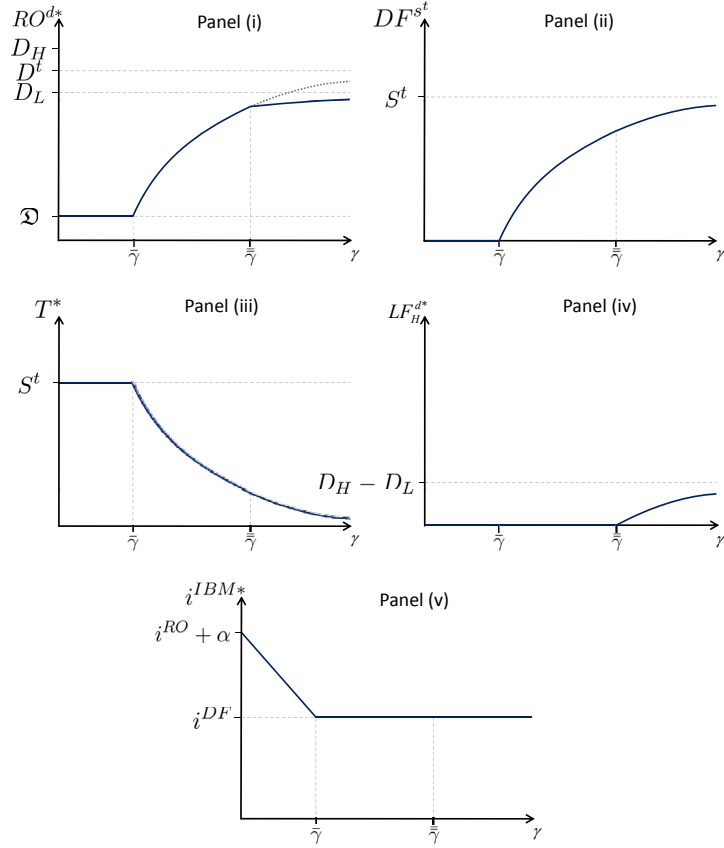 Panel (i)
RO^{d*}
D_H
D^t
D_L
𝔇
γ̄
γ̿
γ
Panel (ii)
DF^{s^t}
S^t
γ̄
γ̿
γ
Panel (iii)
T*
S^t
γ̄
γ̿
γ
Panel (iv)
LF_H^{d*}
D_H − D_L
γ̄
γ̿
γ
Panel (v)
i^{IBM*}
i^{RO} + α
i^{DF}
γ̄
γ̿
γ